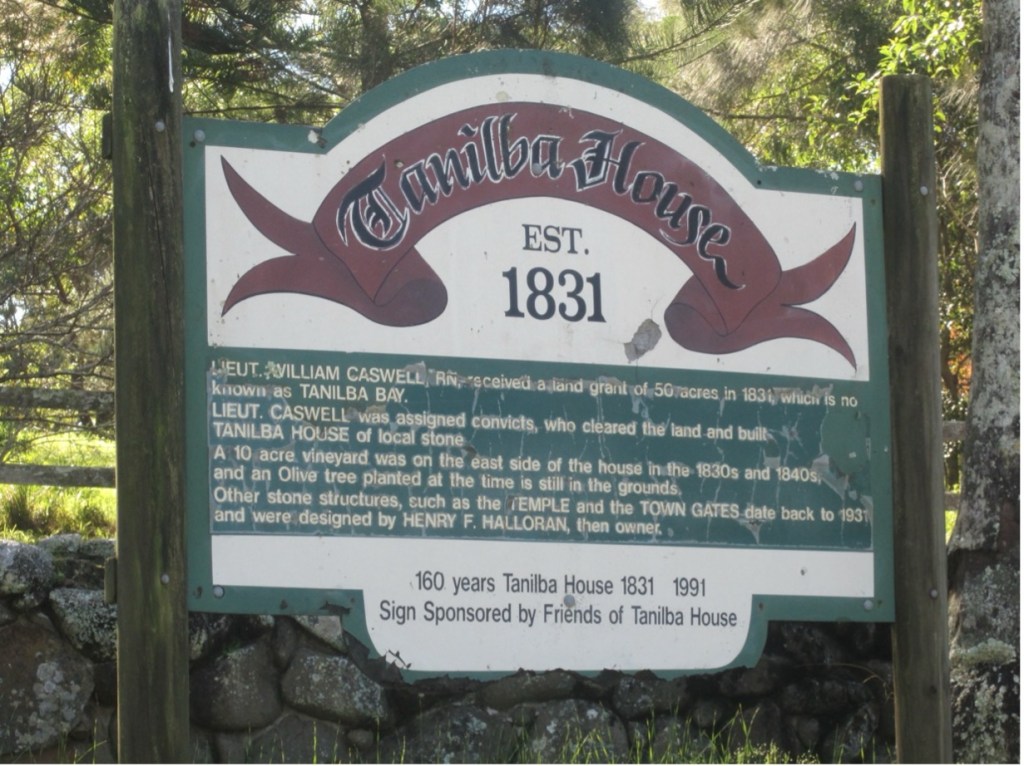 Tanilba House
EST.
1831
LIEUT. WILLIAM CASWELL, RN, received a land grant of 50 acres in 1831, which is no
known as TANILBA BAY.
LIEUT. CASWELL was assigned convicts, who cleared the land and built
TANILBA HOUSE of local stone
A 10 acre vineyard was on the east side of the house in the 1830s and 1840s,
and an Olive tree planted at the time is still in the grounds.
Other stone structures, such as the TEMPLE and the TOWN GATES date back to 1931
and were designed by HENRY F. HALLORAN, then owner.
160 years Tanilba House 1831 1991
Sign Sponsored by Friends of Tanilba House